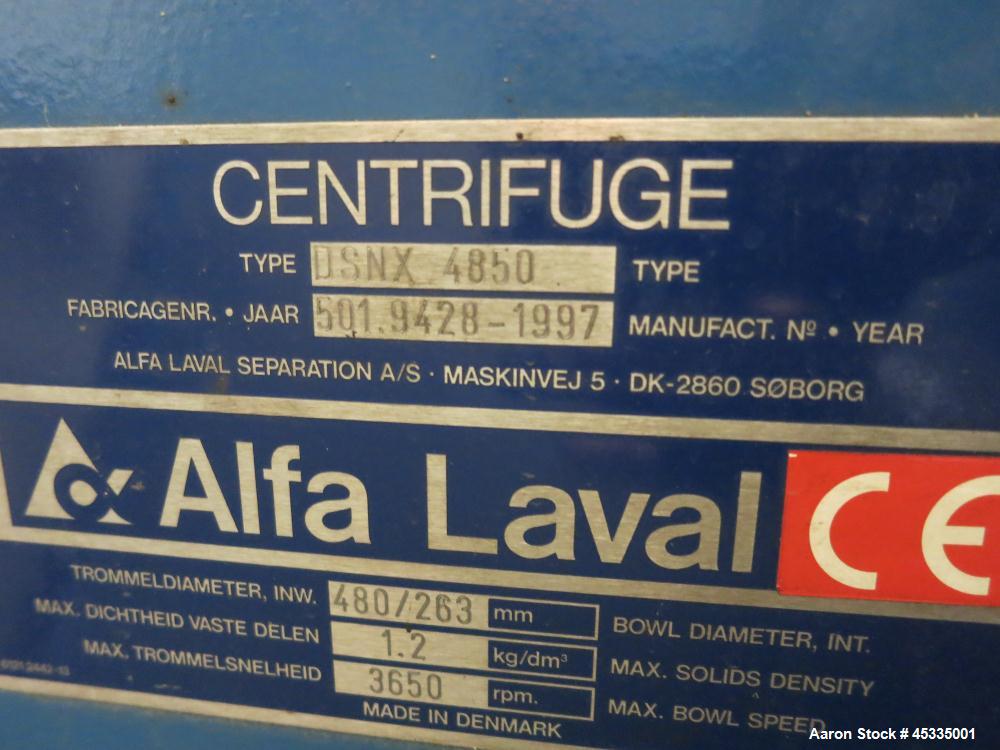 CENTRIFUGE
TYPE DSNX 4850 TYPE
FABRICAGENR. • JAAR 501.9428-1997 MANUFACT. Nº • YEAR
ALFA LAVAL SEPARATION A/S · MASKINVEJ 5 · DK-2860 SØBORG
Alfa Laval CE
TROMMELDIAMETER, INW. 480/263 mm BOWL DIAMETER, INT.
MAX. DICHTHEID VASTE DELEN 1.2 kg/dm³ MAX. SOLIDS DENSITY
MAX. TROMMELSNELHEID 3650 rpm. MAX. BOWL SPEED
MADE IN DENMARK
Aaron Stock # 45335001